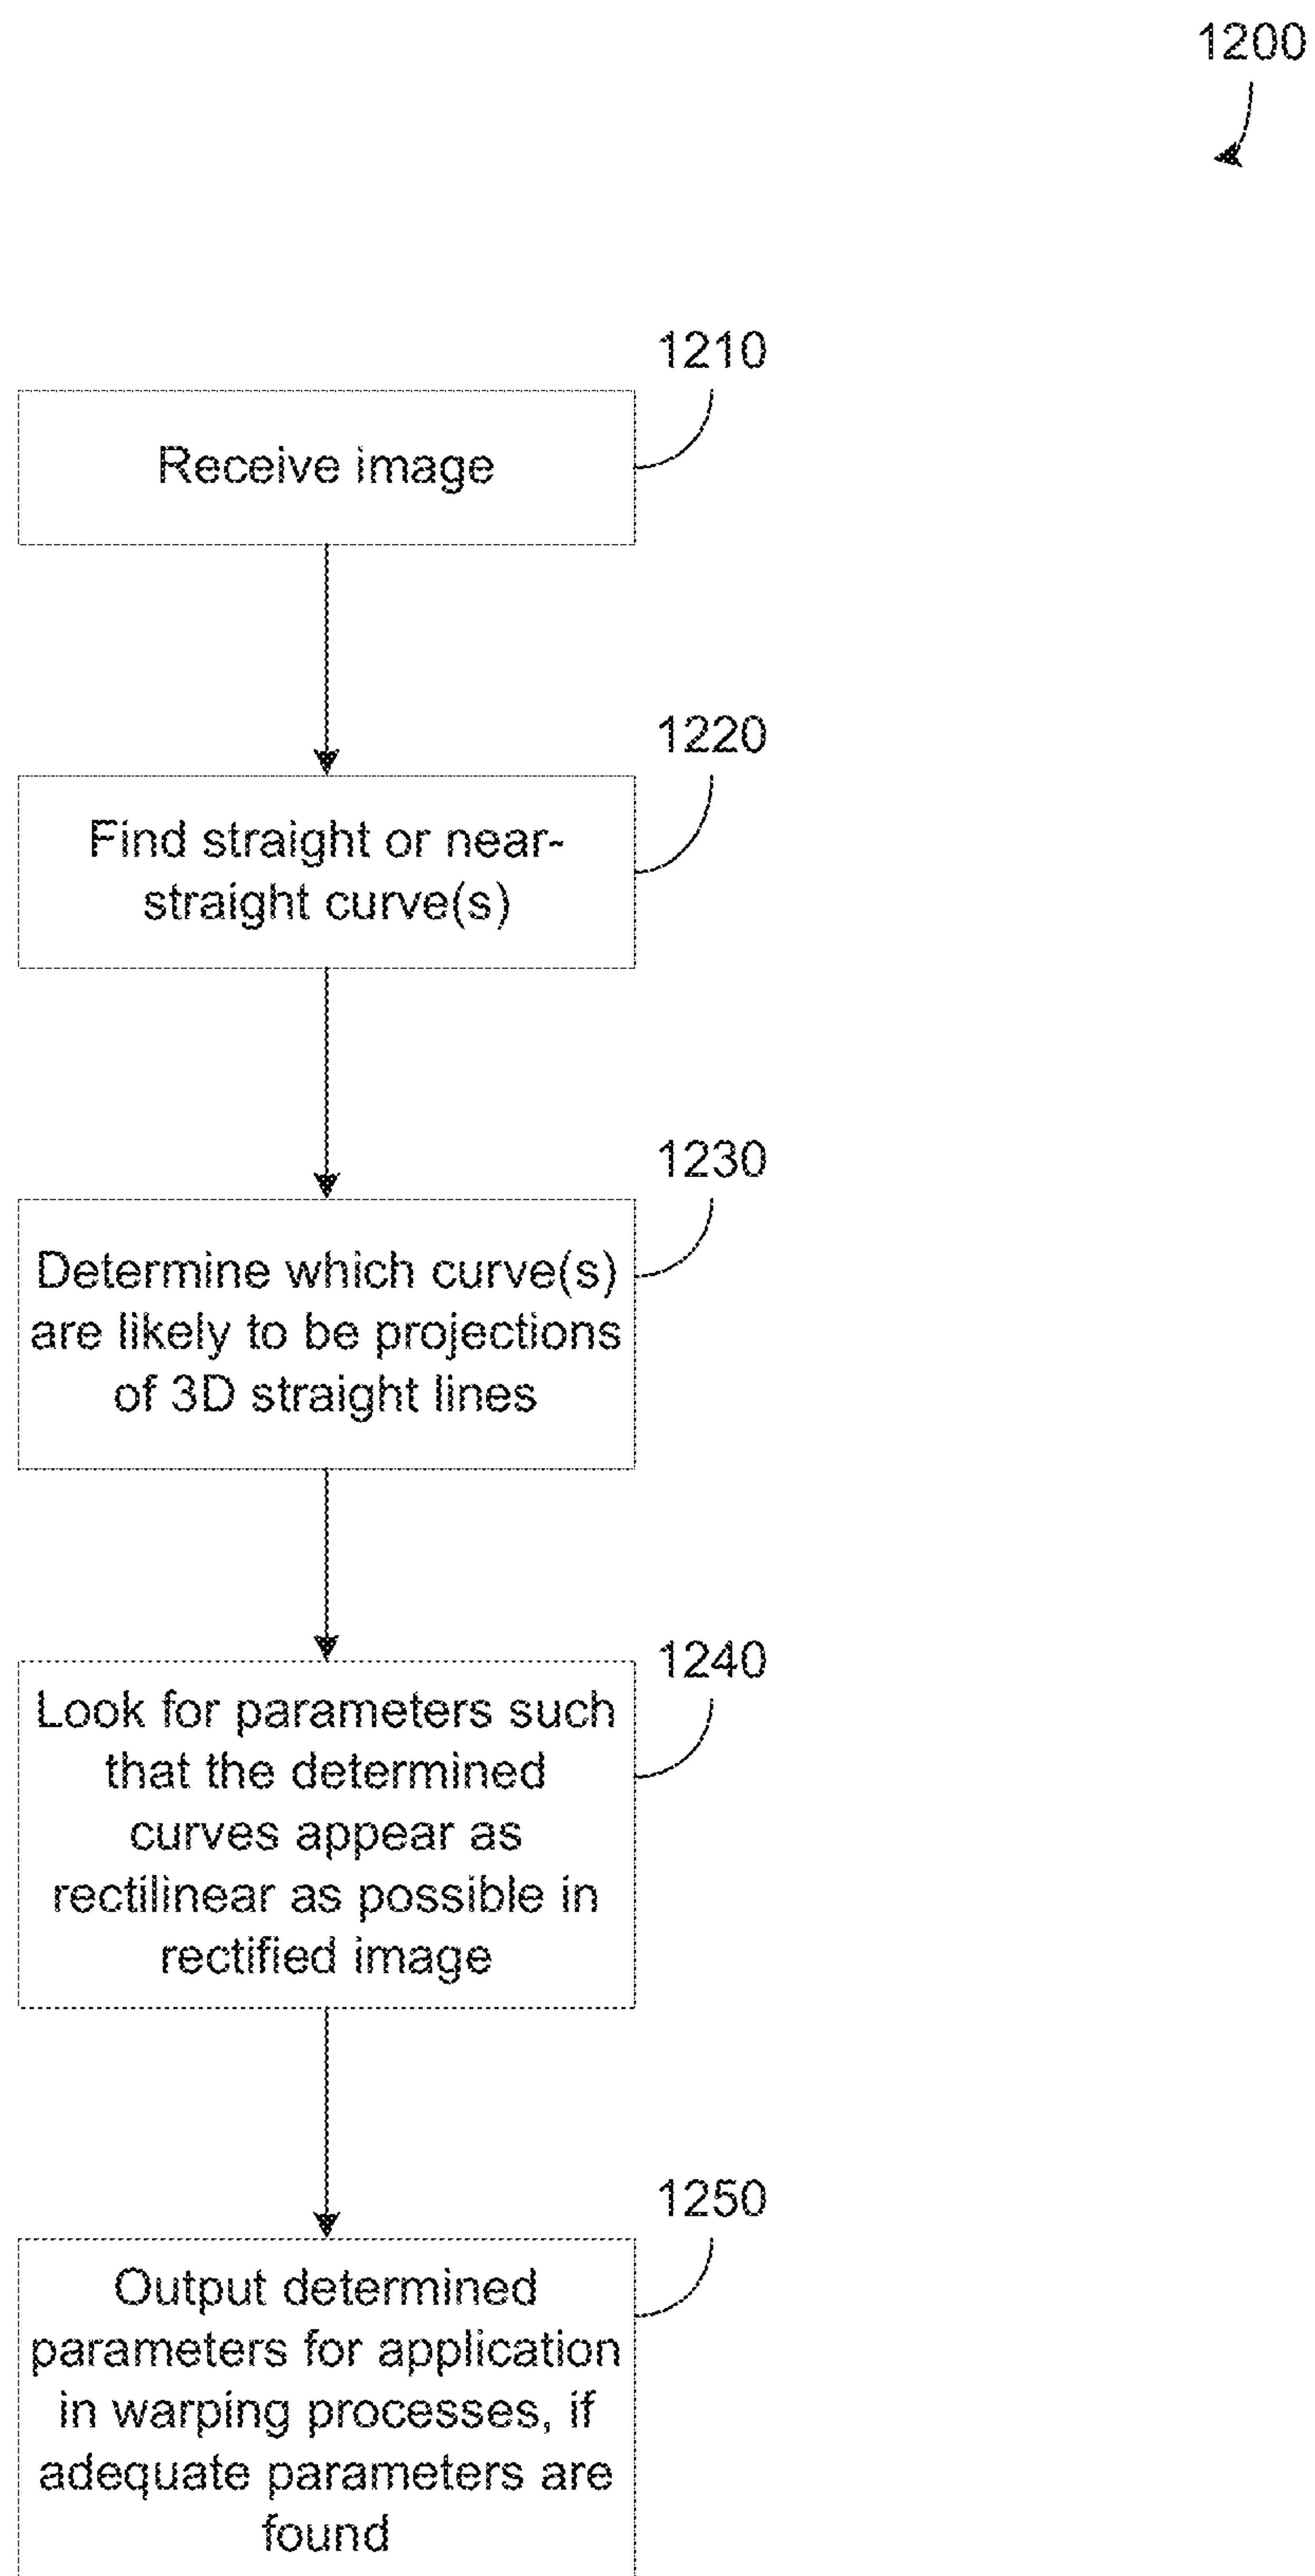 1200
1210
Receive image
1220
Find straight or near-
straight curve(s)
1230
Determine which curve(s)
are likely to be projections
of 3D straight lines
1240
Look for parameters such
that the determined
curves appear as
rectilinear as possible in
rectified image
1250
Output determined
parameters for application
in warping processes, if
adequate parameters are
found